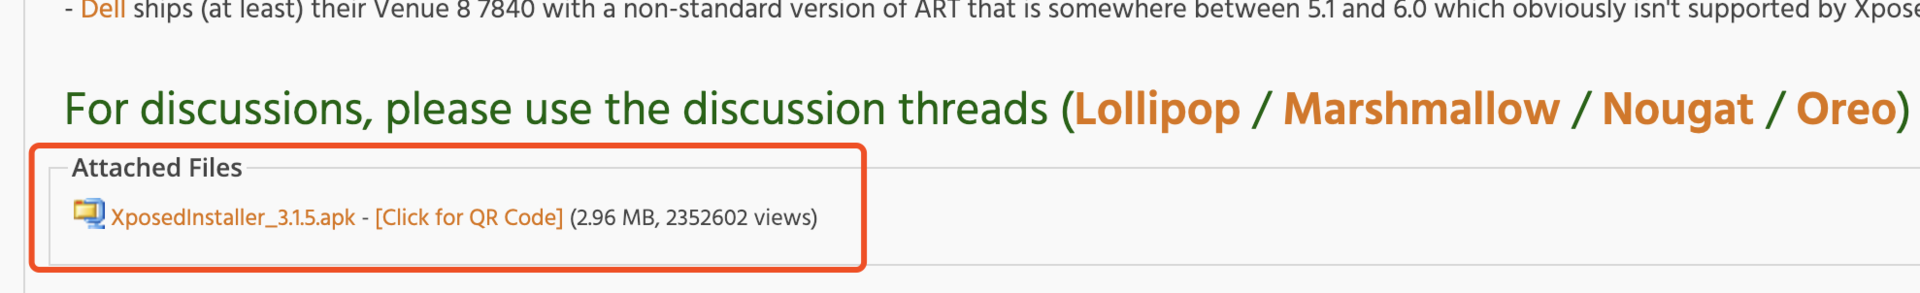 - Dell ships (at least) their Venue 8 7840 with a non-standard version of ART that is somewhere between 5.1 and 6.0 which obviously isn't supported by
For discussions, please use the discussion threads (Lollipop / Marshmallow / Nougat / Oreo)
Attached Files
XposedInstaller_3.1.5.apk - [Click for QR Code] (2.96 MB, 2352602 views)